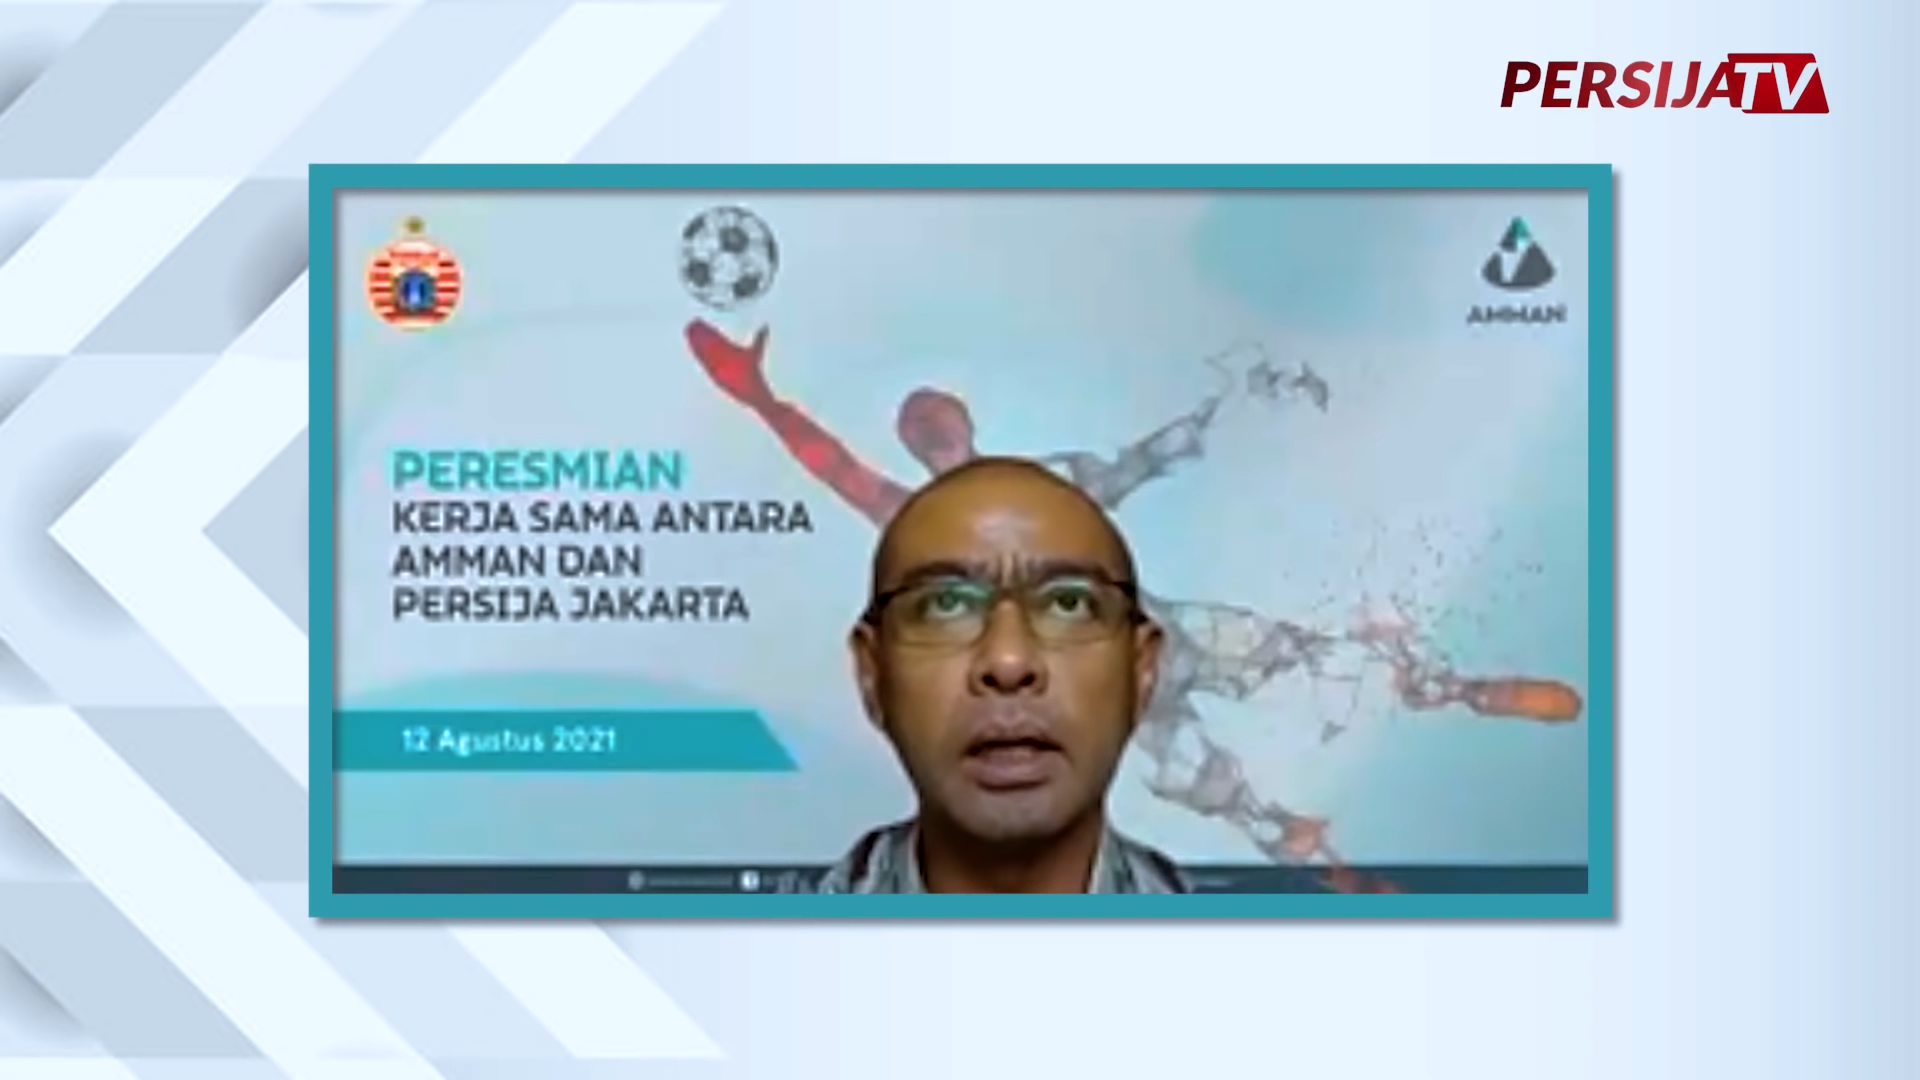 PERSIJATV
AMMAN
PERESMIAN
KERJA SAMA ANTARA
AMMAN DAN
PERSIJA JAKARTA
12 Agustus 2021